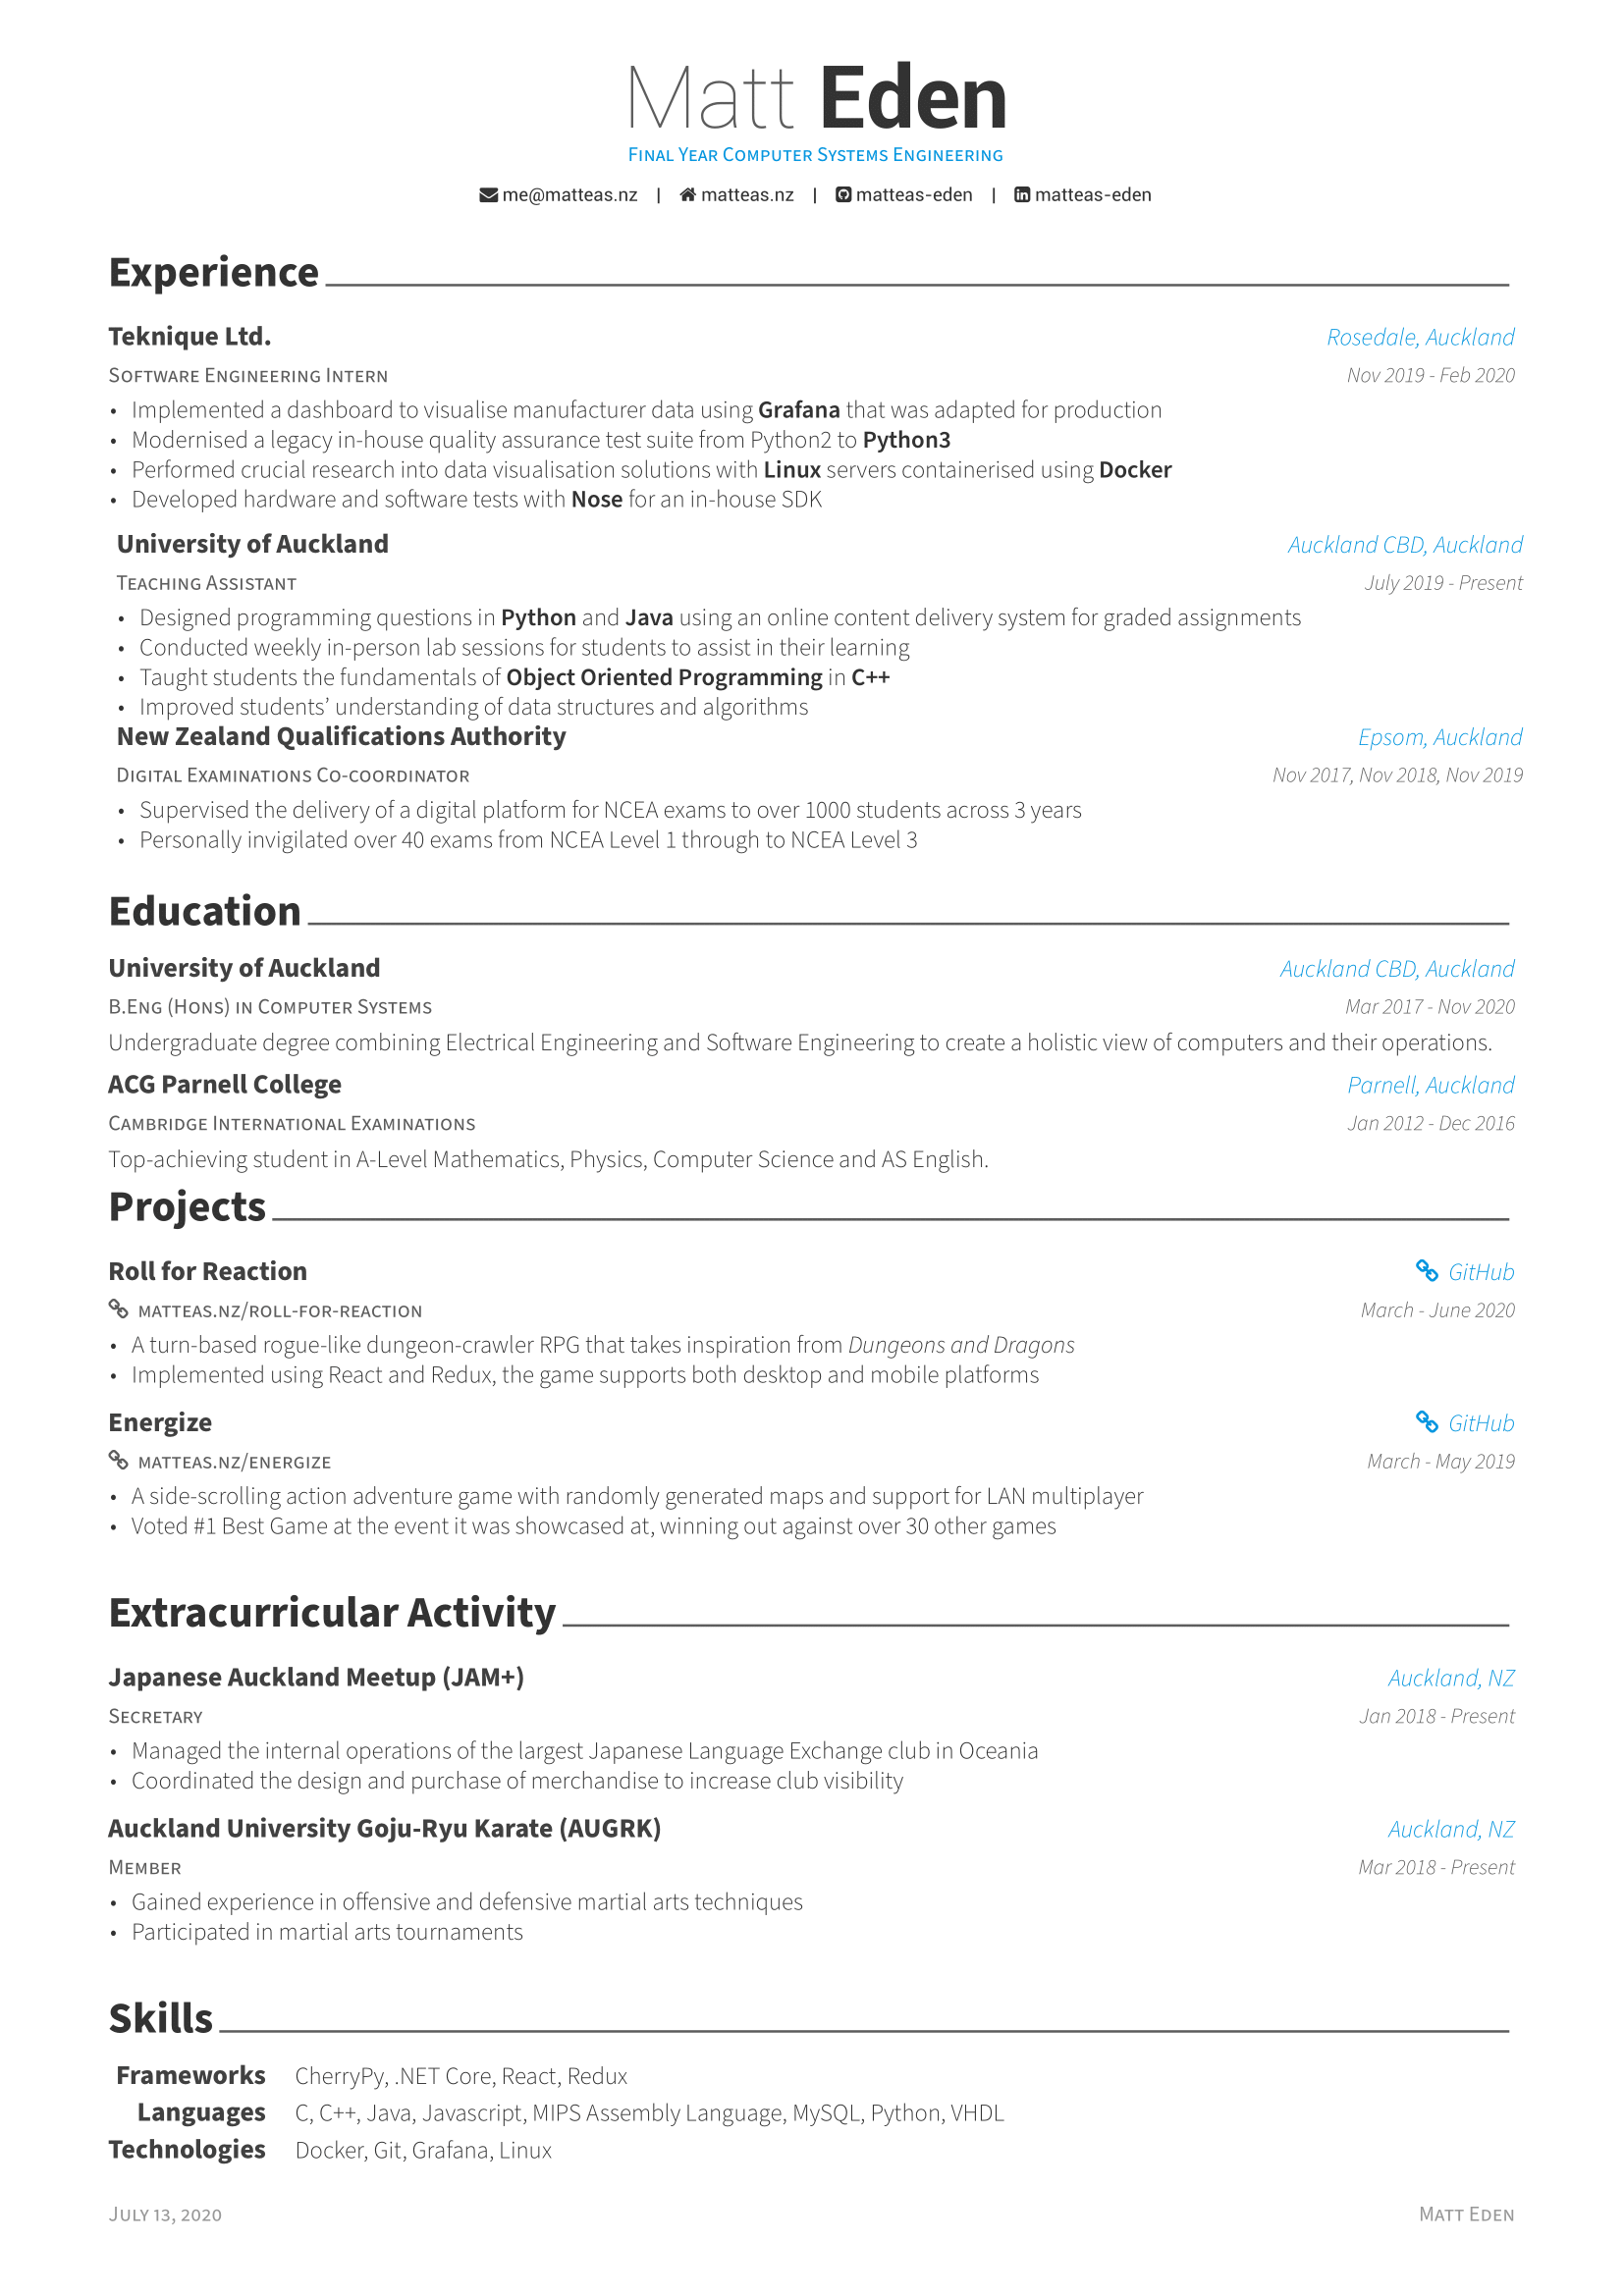 Matt Eden
Final Year Computer Systems Engineering
me@matteas.nz | matteas.nz | matteas-eden | matteas-eden
Experience
Teknique Ltd. Rosedale, Auckland
Software Engineering Intern Nov 2019 - Feb 2020
• Implemented a dashboard to visualise manufacturer data using Grafana that was adapted for production
• Modernised a legacy in-house quality assurance test suite from Python2 to Python3
• Performed crucial research into data visualisation solutions with Linux servers containerised using Docker
• Developed hardware and software tests with Nose for an in-house SDK
University of Auckland Auckland CBD, Auckland
Teaching Assistant July 2019 - Present
• Designed programming questions in Python and Java using an online content delivery system for graded assignments
• Conducted weekly in-person lab sessions for students to assist in their learning
• Taught students the fundamentals of Object Oriented Programming in C++
• Improved students’ understanding of data structures and algorithms
New Zealand Qualifications Authority Epsom, Auckland
Digital Examinations Co-coordinator Nov 2017, Nov 2018, Nov 2019
• Supervised the delivery of a digital platform for NCEA exams to over 1000 students across 3 years
• Personally invigilated over 40 exams from NCEA Level 1 through to NCEA Level 3
Education
University of Auckland Auckland CBD, Auckland
B.Eng (Hons) in Computer Systems Mar 2017 - Nov 2020
Undergraduate degree combining Electrical Engineering and Software Engineering to create a holistic view of computers and their operations.
ACG Parnell College Parnell, Auckland
Cambridge International Examinations Jan 2012 - Dec 2016
Top-achieving student in A-Level Mathematics, Physics, Computer Science and AS English.
Projects
Roll for Reaction GitHub
matteas.nz/roll-for-reaction March - June 2020
• A turn-based rogue-like dungeon-crawler RPG that takes inspiration from Dungeons and Dragons
• Implemented using React and Redux, the game supports both desktop and mobile platforms
Energize GitHub
matteas.nz/energize March - May 2019
• A side-scrolling action adventure game with randomly generated maps and support for LAN multiplayer
• Voted #1 Best Game at the event it was showcased at, winning out against over 30 other games
Extracurricular Activity
Japanese Auckland Meetup (JAM+) Auckland, NZ
Secretary Jan 2018 - Present
• Managed the internal operations of the largest Japanese Language Exchange club in Oceania
• Coordinated the design and purchase of merchandise to increase club visibility
Auckland University Goju-Ryu Karate (AUGRK) Auckland, NZ
Member Mar 2018 - Present
• Gained experience in offensive and defensive martial arts techniques
• Participated in martial arts tournaments
Skills
Frameworks CherryPy, .NET Core, React, Redux
Languages C, C++, Java, Javascript, MIPS Assembly Language, MySQL, Python, VHDL
Technologies Docker, Git, Grafana, Linux
July 13, 2020 Matt Eden